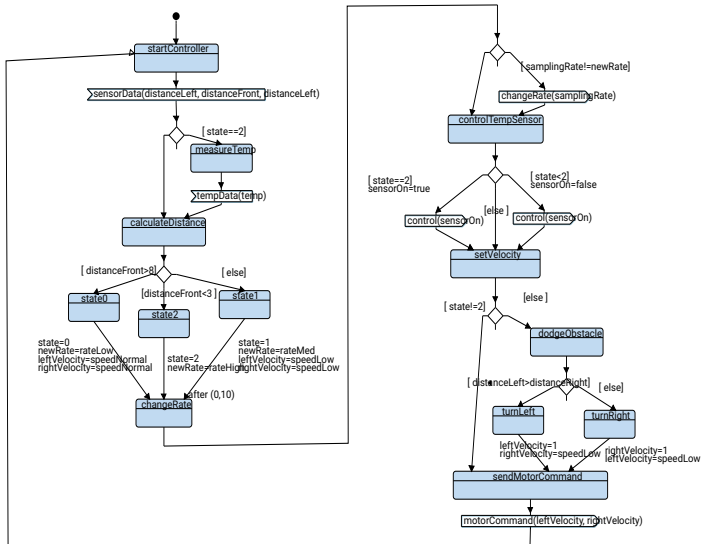 startController
sensorData(distanceLeft, distanceFront, distanceLeft)
[ state==2]
measureTemp
tempData(temp)
calculateDistance
[ distanceFront>8]
[ else]
[distanceFront<3 ]
state0
state2
state1
state=0
newRate=rateLow
leftVelocity=speedNormal
rightVelocity=speedNormal
state=2
newRate=rateHigh
state=1
newRate=rateMed
leftVelocity=speedLow
rightVelocity=speedLow
after (0,10)
changeRate
[ samplingRate!=newRate]
changeRate(samplingRate)
controlTempSensor
[ state==2]
sensorOn=true
[ state<2]
sensorOn=false
[else ]
control(sensorOn)
control(sensorOn)
setVelocity
[ state!=2]
[else ]
dodgeObstacle
[ distanceLeft>distanceRight]
[ else]
turnLeft
turnRight
leftVelocity=1
rightVelocity=speedLow
rightVelocity=1
leftVelocity=speedLow
sendMotorCommand
motorCommand(leftVelocity, rightVelocity)